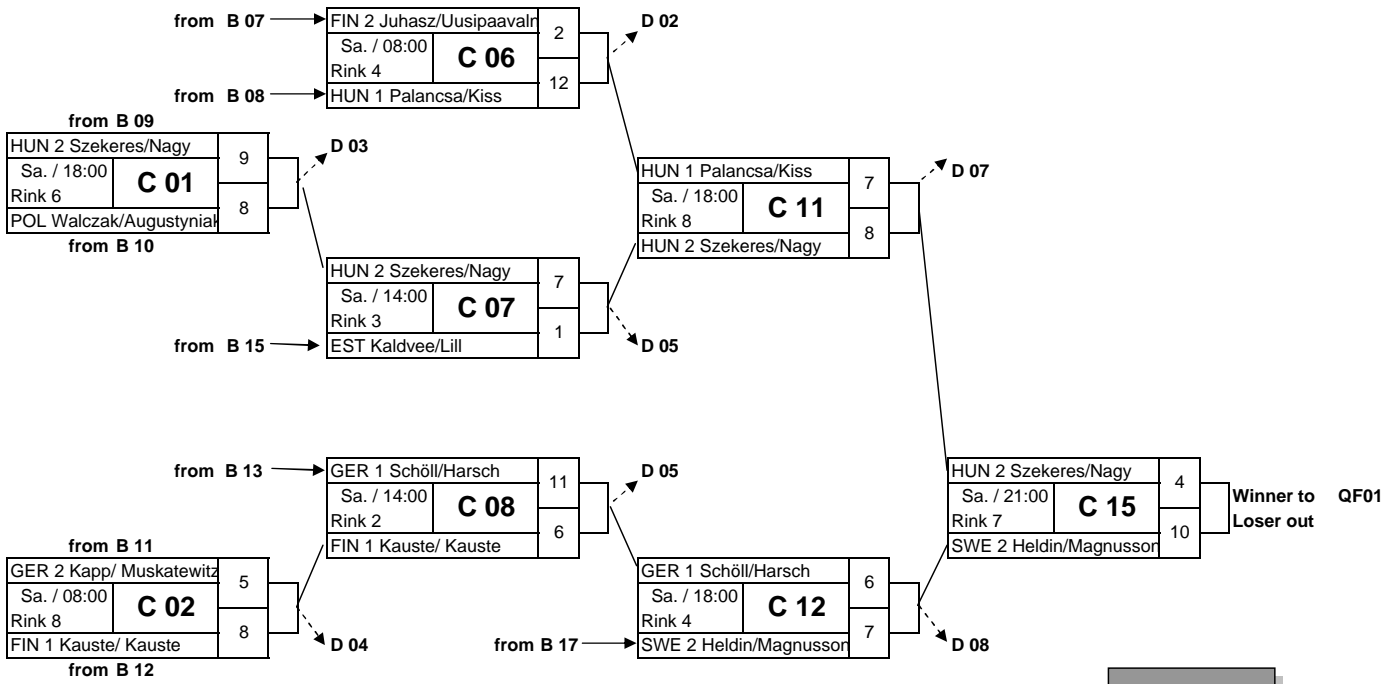 from B 07
FIN 2 Juhasz/Uusipaavaln
2
D 02
Sa. / 08:00
C 06
Rink 4
12
from B 08
HUN 1 Palancsa/Kiss
from B 09
HUN 2 Szekeres/Nagy
9
D 03
Sa. / 18:00
C 01
Rink 6
8
POL Walczak/Augustyniak
from B 10
HUN 1 Palancsa/Kiss
7
D 07
Sa. / 18:00
C 11
Rink 8
8
HUN 2 Szekeres/Nagy
HUN 2 Szekeres/Nagy
7
Sa. / 14:00
C 07
Rink 3
1
from B 15
EST Kaldvee/Lill
D 05
from B 13
GER 1 Schöll/Harsch
11
D 05
Sa. / 14:00
C 08
Rink 2
6
FIN 1 Kauste/ Kauste
HUN 2 Szekeres/Nagy
4
Sa. / 21:00
C 15
Rink 7
10
SWE 2 Heldin/Magnusson
Winner to QF01
Loser out
from B 11
GER 2 Kapp/ Muskatewitz
5
Sa. / 08:00
C 02
Rink 8
8
FIN 1 Kauste/ Kauste
D 04
from B 12
GER 1 Schöll/Harsch
6
Sa. / 18:00
C 12
Rink 4
7
from B 17
SWE 2 Heldin/Magnusson
D 08